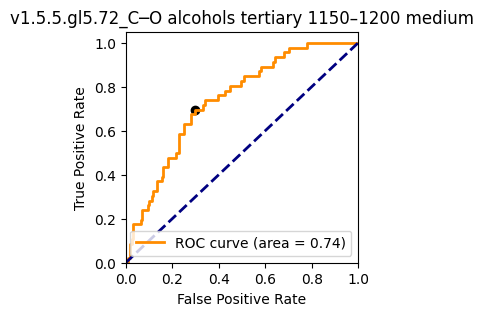 v1.5.5.gl5.72_C─O alcohols tertiary 1150–1200 medium
1.0
0.8
0.6
0.4
0.2
0.0
True Positive Rate
ROC curve (area = 0.74)
0.0 0.2 0.4 0.6 0.8 1.0
False Positive Rate